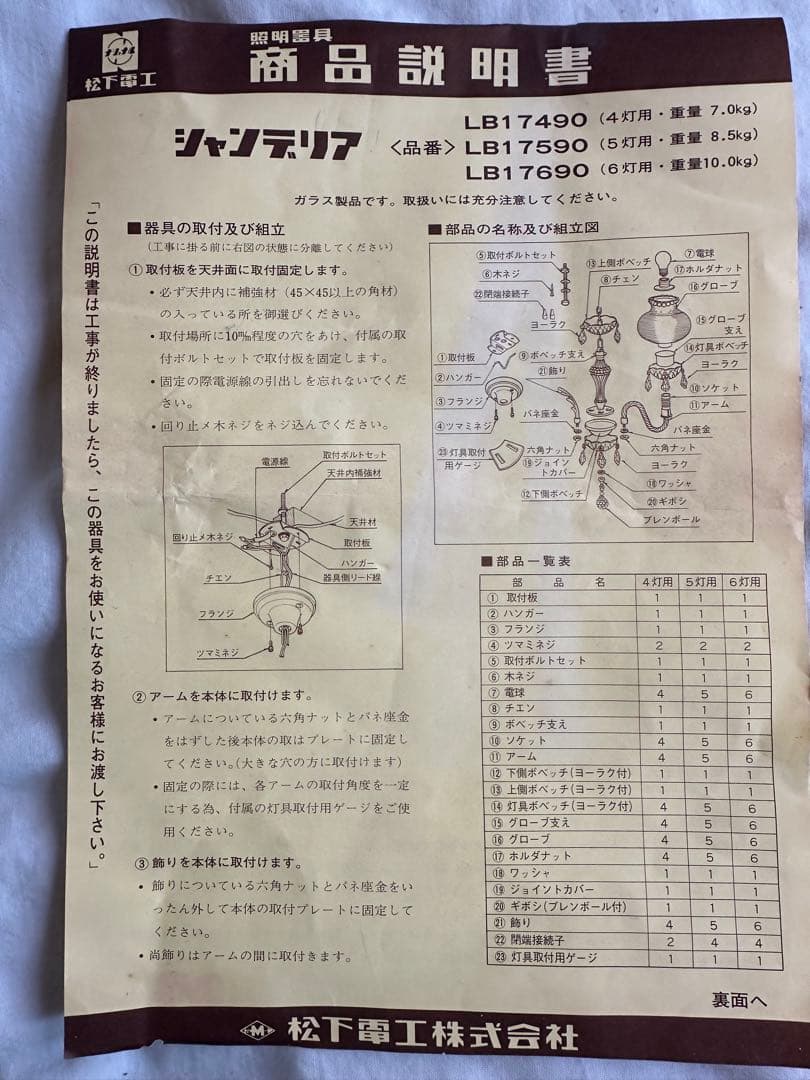 ナショナル
松下電工
照明器具
商品説明書
シャンデリア
〈品番〉
LB17490(4灯用・重量 7.0kg)
LB17590(5灯用・重量 8.5kg)
LB17690(6灯用・重量10.0kg)
ガラス製品です。取扱いには充分注意してください。
「この説明書は工事が終りましたら、この器具をお使いになるお客様にお渡し下さい。」
■器具の取付及び組立
(工事に掛る前に右図の状態に分離してください)
①取付板を天井面に取付固定します。
・必ず天井内に補強材(45×45以上の角材)
の入っている所を御選びください。
・取付場所に10㎜程度の穴をあけ、付属の取
付ボルトセットで取付板を固定します。
・固定の際電源線の引出しを忘れないでくだ
さい。
・回り止メ木ネジをネジ込んでください。
電源線
取付ボルトセット
天井内補強材
天井材
回り止メ木ネジ
取付板
ハンガー
チエン
器具側リード線
フランジ
ツマミネジ
②アームを本体に取付けます。
・アームについている六角ナットとバネ座金
をはずした後本体の取はプレートに固定し
てください。(大きな穴の方に取付けます)
・固定の際には、各アームの取付角度を一定
にする為、付属の灯具取付用ゲージをご使
用ください。
③飾りを本体に取付けます。
・飾りについている六角ナットとバネ座金をい
ったん外して本体の取付プレートに固定して
ください。
・尚飾りはアームの間に取付きます。
■部品の名称及び組立図
⑤取付ボルトセット
⑬上側ボベッチ
⑦電球
⑥木ネジ
⑧チエン
⑰ホルダナット
㉒閉端接続子
⑯グローブ
ヨーラク
⑮グローブ
支え
①取付板
⑨ボベッチ支え
⑭灯具ボベッチ
②ハンガー
㉑飾り
ヨーラク
③フランジ
⑩ソケット
バネ座金
⑪アーム
④ツマミネジ
バネ座金
㉓灯具取付
用ゲージ
六角ナット
六角ナット
⑲ジョイント
カバー
ヨーラク
⑱ワッシャ
⑫下側ボベッチ
⑳ギボシ
ブレンボール
■部品一覧表
部品名 4灯用 5灯用 6灯用
①取付板 1 1 1
②ハンガー 1 1 1
③フランジ 1 1 1
④ツマミネジ 2 2 2
⑤取付ボルトセット 1 1 1
⑥木ネジ 1 1 1
⑦電球 4 5 6
⑧チエン 1 1 1
⑨ボベッチ支え 1 1 1
⑩ソケット 4 5 6
⑪アーム 4 5 6
⑫下側ボベッチ(ヨーラク付) 1 1 1
⑬上側ボベッチ(ヨーラク付) 1 1 1
⑭灯具ボベッチ(ヨーラク付) 4 5 6
⑮グローブ支え 4 5 6
⑯グローブ 4 5 6
⑰ホルダナット 4 5 6
⑱ワッシャ 1 1 1
⑲ジョイントカバー 1 1 1
⑳ギボシ(ブレンボール付) 1 1 1
㉑飾り 4 5 6
㉒閉端接続子 2 4 4
㉓灯具取付用ゲージ 1 1 1
裏面へ
M 松下電工株式会社